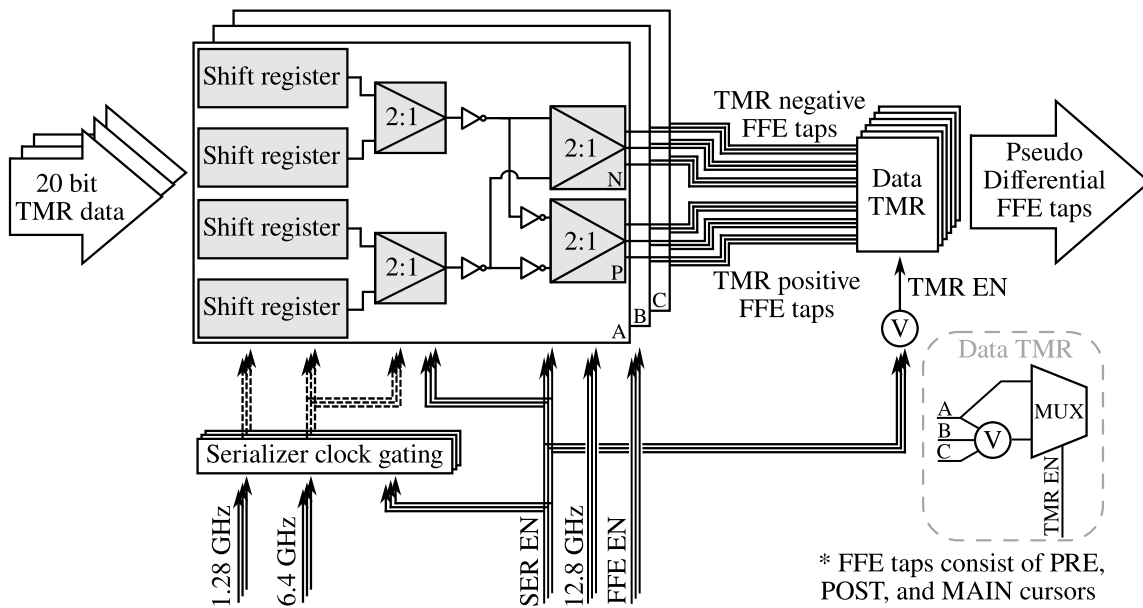 20 bit
TMR data
Shift register
Shift register
Shift register
Shift register
2:1
2:1
2:1
N
2:1
P
A
B
C
TMR negative
FFE taps
TMR positive
FFE taps
Data
TMR
Pseudo
Differential
FFE taps
TMR EN
V
Serializer clock gating
1.28 GHz
6.4 GHz
SER EN
12.8 GHz
FFE EN
Data TMR
A
B
C
V
MUX
TMR EN
* FFE taps consist of PRE,
POST, and MAIN cursors